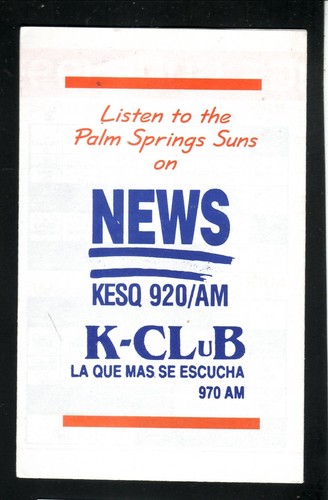 Listen to the
Palm Springs Suns
on
NEWS
KESQ 920/AM
K-CLuB
LA QUE MAS SE ESCUCHA
970 AM